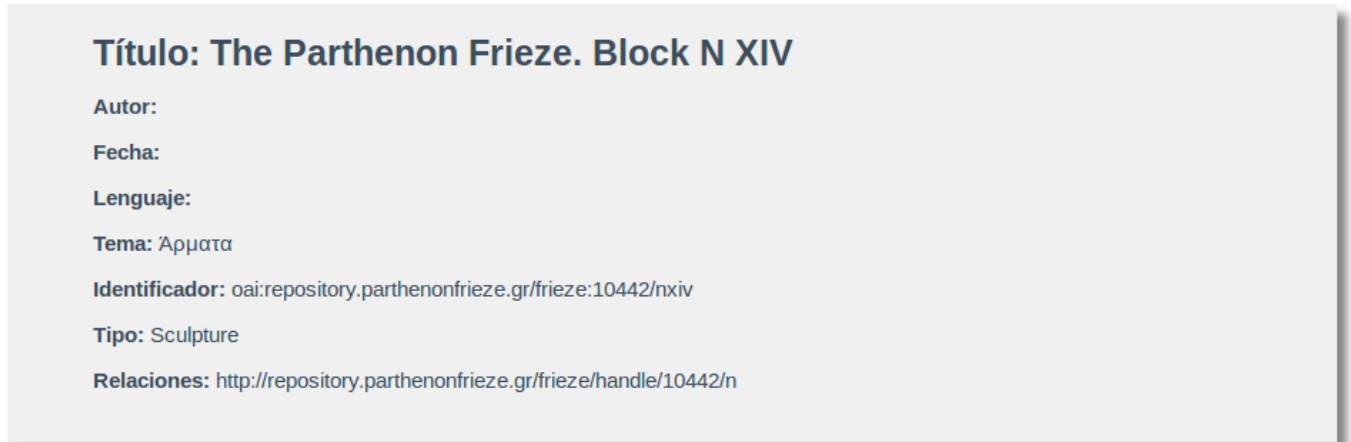 Título: The Parthenon Frieze. Block N XIV
Autor:
Fecha:
Lenguaje:
Tema: Άρματα
Identificador: oai:repository.parthenonfrieze.gr/frieze:10442/nxiv
Tipo: Sculpture
Relaciones: http://repository.parthenonfrieze.gr/frieze/handle/10442/n